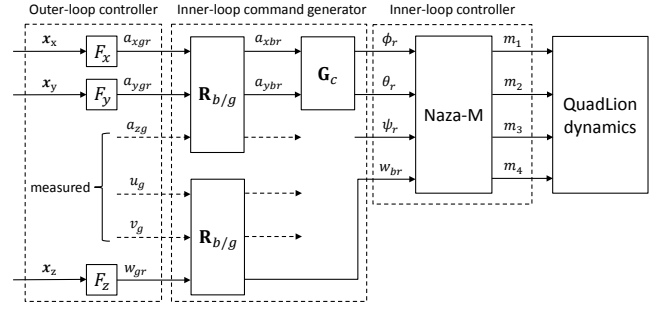 Outer-loop controller Inner-loop command generator Inner-loop controller
𝒙ₓ F_x a_xgr a_xbr ϕ_r m_1
𝒙_y F_y a_ygr R_b/g a_ybr G_c θ_r m_2
a_zg ψ_r Naza-M m_3 QuadLion dynamics
measured u_g w_br m_4
v_g R_b/g
𝒙_z F_z w_gr